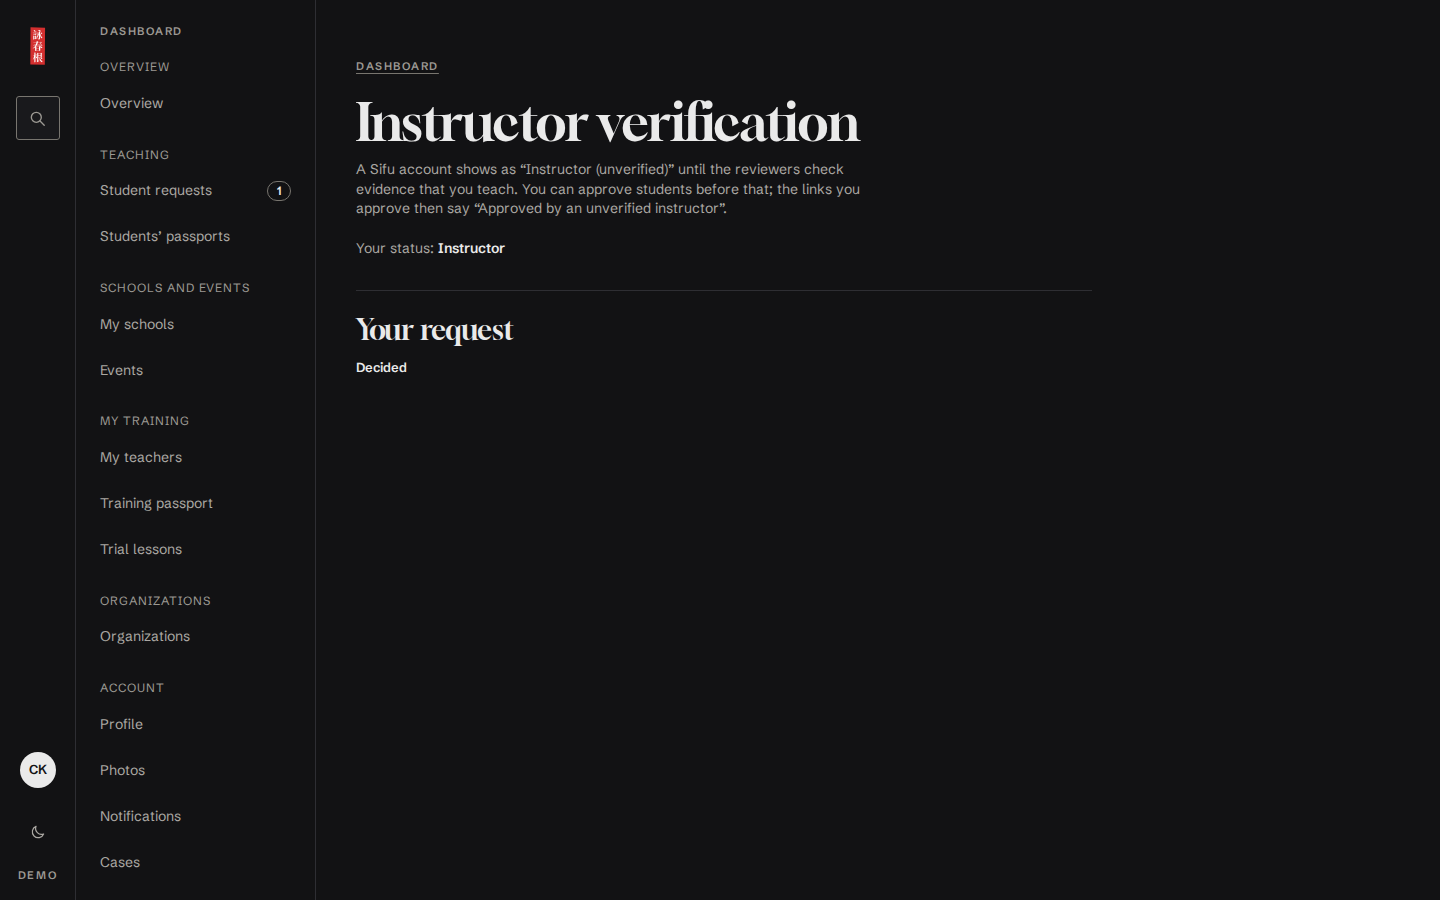 詠春根
DASHBOARD
OVERVIEW
Overview
TEACHING
Student requests 1
Students’ passports
SCHOOLS AND EVENTS
My schools
Events
MY TRAINING
My teachers
Training passport
Trial lessons
ORGANIZATIONS
Organizations
ACCOUNT
Profile
Photos
Notifications
Cases
CK
DEMO
DASHBOARD
Instructor verification
A Sifu account shows as “Instructor (unverified)” until the reviewers check
evidence that you teach. You can approve students before that; the links you
approve then say “Approved by an unverified instructor”.
Your status: Instructor
Your request
Decided